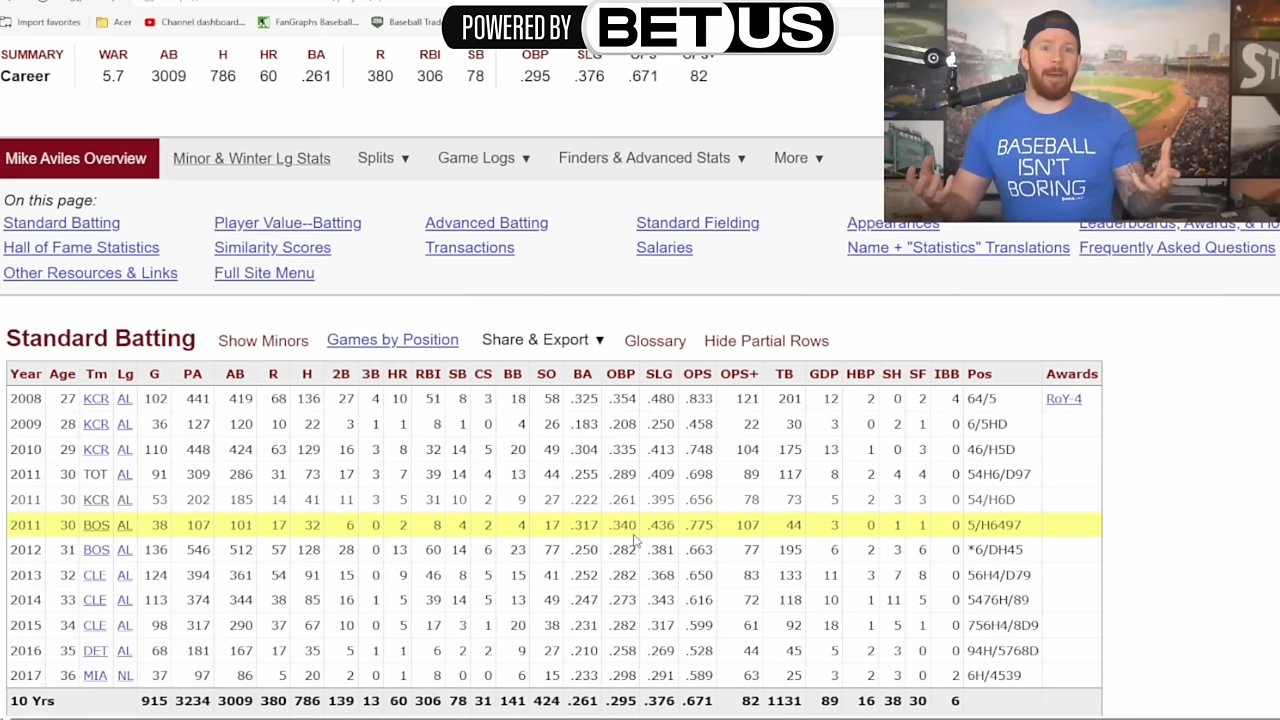 Import favorites Acer Channel dashboard... FanGraphs Baseball...
POWERED BY BETUS
SUMMARY WAR AB H HR BA R RBI SB OBP SLG OPS
Career 5.7 3009 786 60 .261 380 306 78 .295 .376 .671 82
BASEBALL
ISN'T
BORING
Mike Aviles Overview Minor & Winter Lg Stats Splits ▼ Game Logs ▼ Finders & Advanced Stats ▼ More ▼
On this page:
Standard Batting Player Value--Batting Advanced Batting Standard Fielding Appearances
Hall of Fame Statistics Similarity Scores Transactions Salaries Name + "Statistics" Translations Frequently Asked Questions
Other Resources & Links Full Site Menu
Standard Batting Show Minors Games by Position Share & Export ▼ Glossary Hide Partial Rows
Year Age Tm Lg G PA AB R H 2B 3B HR RBI SB CS BB SO BA OBP SLG OPS OPS+ TB GDP HBP SH SF IBB Pos Awards
2008 27 KCR AL 102 441 419 68 136 27 4 10 51 8 3 18 58 .325 .354 .480 .833 121 201 12 2 0 2 4 64/5 RoY-4
2009 28 KCR AL 36 127 120 10 22 3 1 1 8 1 0 4 26 .183 .208 .250 .458 22 30 3 0 2 1 0 6/5HD
2010 29 KCR AL 110 448 424 63 129 16 3 8 32 14 5 20 49 .304 .335 .413 .748 104 175 13 1 0 3 0 46/H5D
2011 30 TOT AL 91 309 286 31 73 17 3 7 39 14 4 13 44 .255 .289 .409 .698 89 117 8 2 4 4 0 54H6/D97
2011 30 KCR AL 53 202 185 14 41 11 3 5 31 10 2 9 27 .222 .261 .395 .656 78 73 5 2 3 3 0 54/H6D
2011 30 BOS AL 38 107 101 17 32 6 0 2 8 4 2 4 17 .317 .340 .436 .775 107 44 3 0 1 1 0 5/H6497
2012 31 BOS AL 136 546 512 57 128 28 0 13 60 14 6 23 77 .250 .282 .381 .663 77 195 6 2 3 6 0 *6/DH45
2013 32 CLE AL 124 394 361 54 91 15 0 9 46 8 5 15 41 .252 .282 .368 .650 83 133 11 3 7 8 0 56H4/D79
2014 33 CLE AL 113 374 344 38 85 16 1 5 39 14 5 13 49 .247 .273 .343 .616 72 118 10 1 11 5 0 5476H/89
2015 34 CLE AL 98 317 290 37 67 10 0 5 17 3 1 20 38 .231 .282 .317 .599 61 92 18 1 5 1 0 756H4/8D9
2016 35 DET AL 68 181 167 17 35 5 1 1 6 2 2 9 27 .210 .258 .269 .528 44 45 5 2 3 0 0 94H/5768D
2017 36 MIA NL 37 97 86 5 20 2 0 1 8 0 0 6 15 .233 .298 .291 .589 63 25 3 2 3 0 2 6H/4539
10 Yrs 915 3234 3009 380 786 139 13 60 306 78 31 141 424 .261 .295 .376 .671 82 1131 89 16 38 30 6